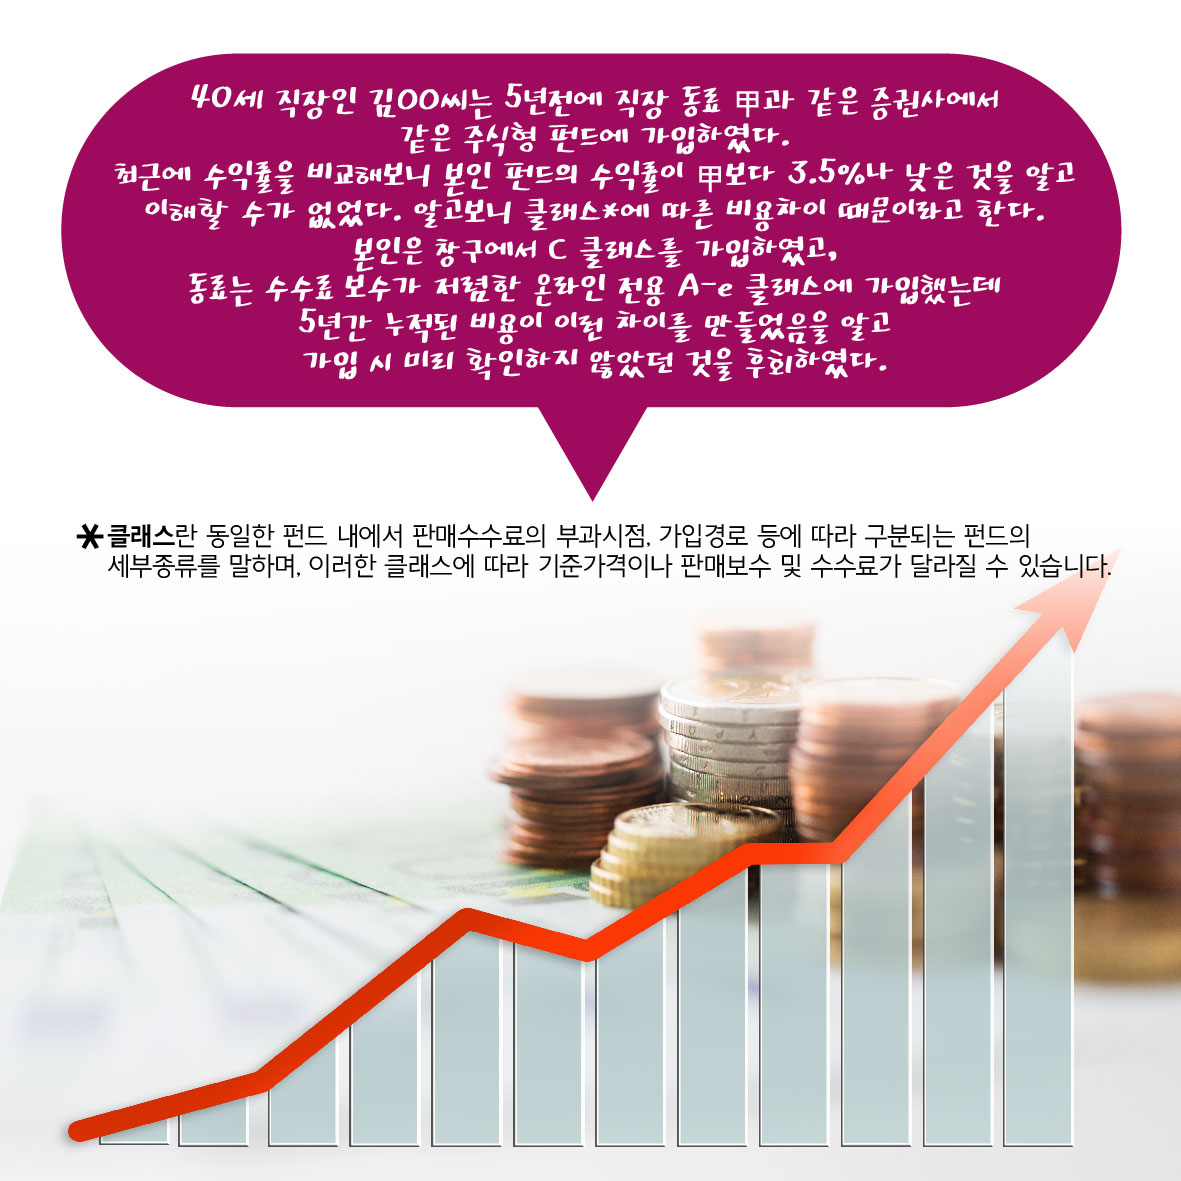 40세 직장인 김OO씨는 5년전에 직장 동료 甲과 같은 증권사에서
같은 주식형 펀드에 가입하였다.
최근에 수익률을 비교해보니 본인 펀드의 수익률이 甲보다 3.5%나 낮은 것을 알고
이해할 수가 없었다. 알고보니 클래스*에 따른 비용차이 때문이라고 한다.
본인은 창구에서 C 클래스를 가입하였고,
동료는 수수료 보수가 저렴한 온라인 전용 A-e 클래스에 가입했는데
5년간 누적된 비용이 이런 차이를 만들었음을 알고
가입 시 미리 확인하지 않았던 것을 후회하였다.
*클래스란 동일한 펀드 내에서 판매수수료의 부과시점, 가입경로 등에 따라 구분되는 펀드의
세부종류를 말하며, 이러한 클래스에 따라 기준가격이나 판매보수 및 수수료가 달라질 수 있습니다.